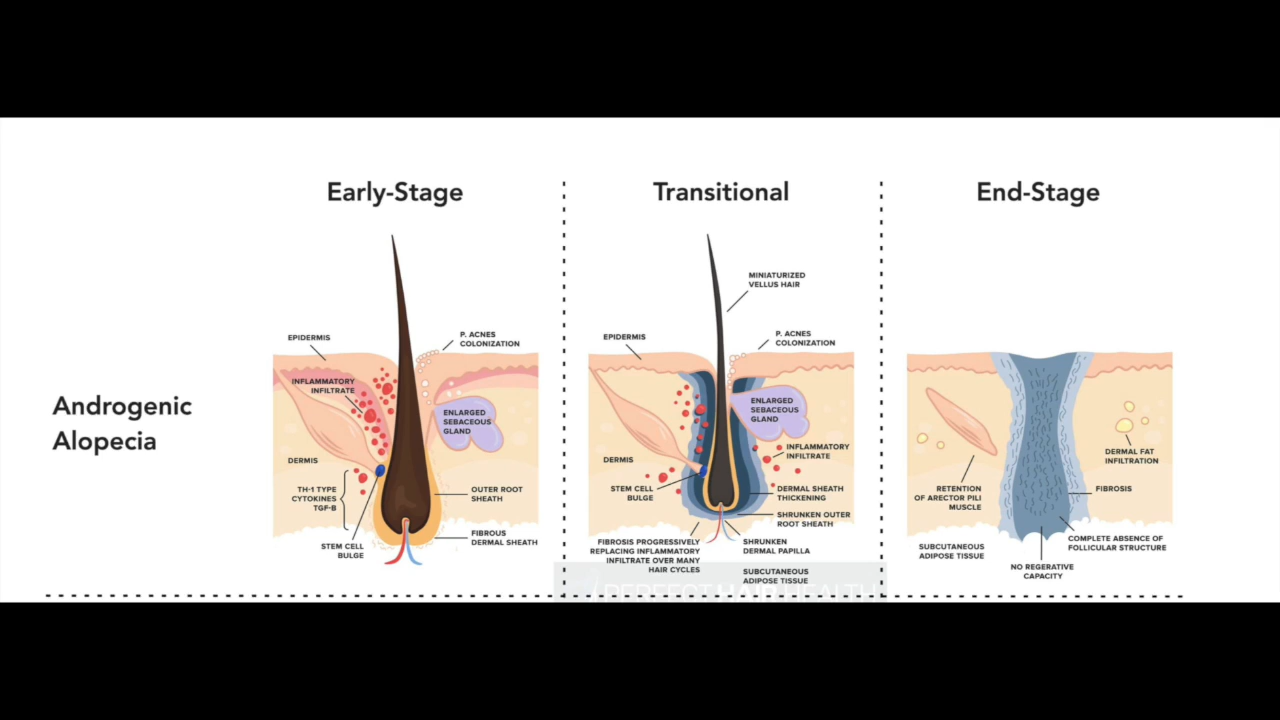 Early-Stage
Transitional
End-Stage
Androgenic
Alopecia
EPIDERMIS
P. ACNES
COLONIZATION
INFLAMMATORY
INFILTRATE
ENLARGED
SEBACEOUS
GLAND
DERMIS
TH-1 TYPE
CYTOKINES
TGF-B
OUTER ROOT
SHEATH
FIBROUS
DERMAL SHEATH
STEM CELL
BULGE
MINIATURIZED
VELLUS HAIR
EPIDERMIS
P. ACNES
COLONIZATION
ENLARGED
SEBACEOUS
GLAND
INFLAMMATORY
INFILTRATE
DERMIS
STEM CELL
BULGE
DERMAL SHEATH
THICKENING
SHRUNKEN OUTER
ROOT SHEATH
FIBROSIS PROGRESSIVELY
REPLACING INFLAMMATORY
INFILTRATE OVER MANY
HAIR CYCLES
SHRUNKEN
DERMAL PAPILLA
SUBCUTANEOUS
ADIPOSE TISSUE
PERFECT HAIR HEALTH
DERMAL FAT
INFILTRATION
RETENTION
OF ARECTOR PILI
MUSCLE
FIBROSIS
SUBCUTANEOUS
ADIPOSE TISSUE
COMPLETE ABSENCE OF
FOLLICULAR STRUCTURE
NO REGERATIVE
CAPACITY